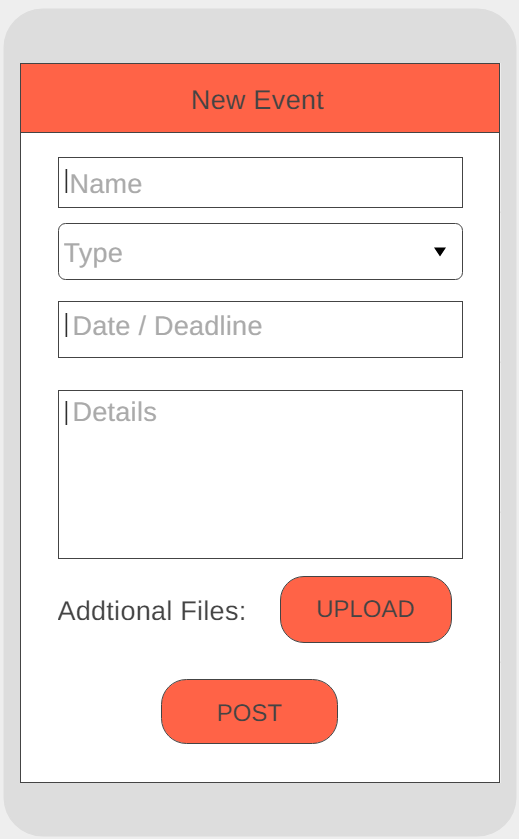 New Event
Name
Type
Date / Deadline
Details
Addtional Files:
UPLOAD
POST